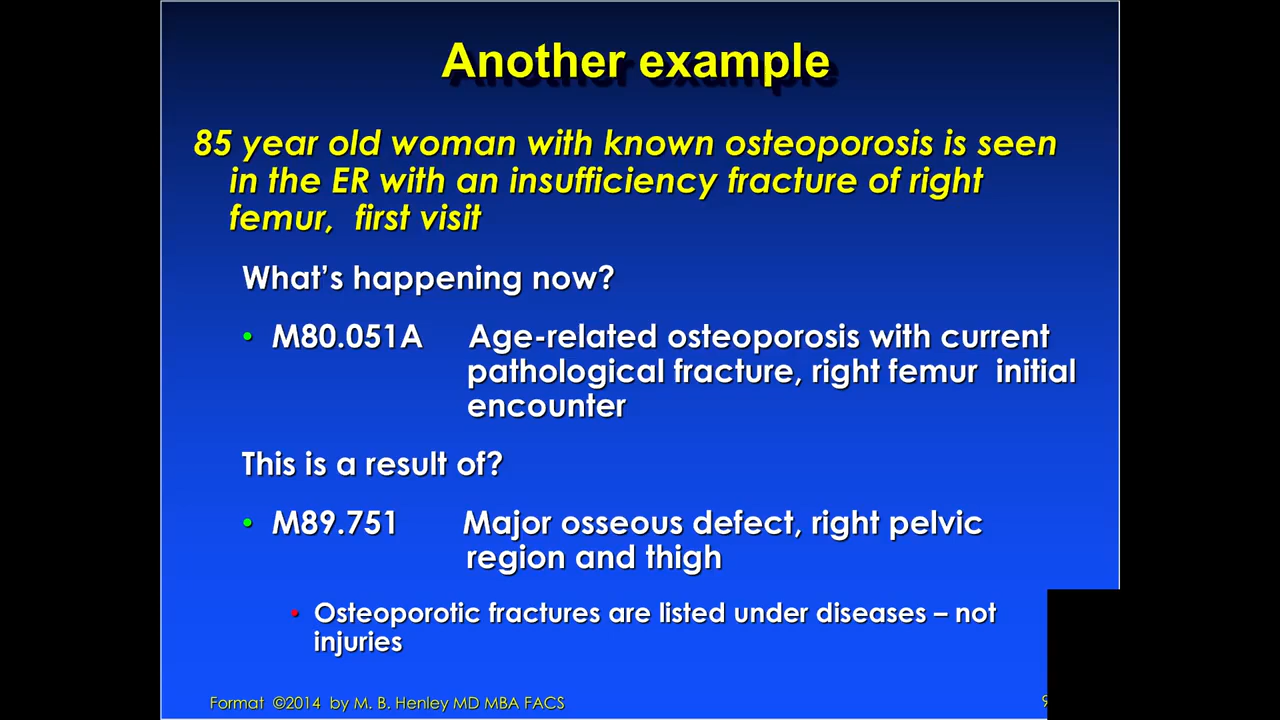 Another example
85 year old woman with known osteoporosis is seen
in the ER with an insufficiency fracture of right
femur, first visit
What's happening now?
• M80.051A Age-related osteoporosis with current
pathological fracture, right femur initial
encounter
This is a result of?
• M89.751 Major osseous defect, right pelvic
region and thigh
• Osteoporotic fractures are listed under diseases – not
injuries
Format ©2014 by M. B. Henley MD MBA FACS